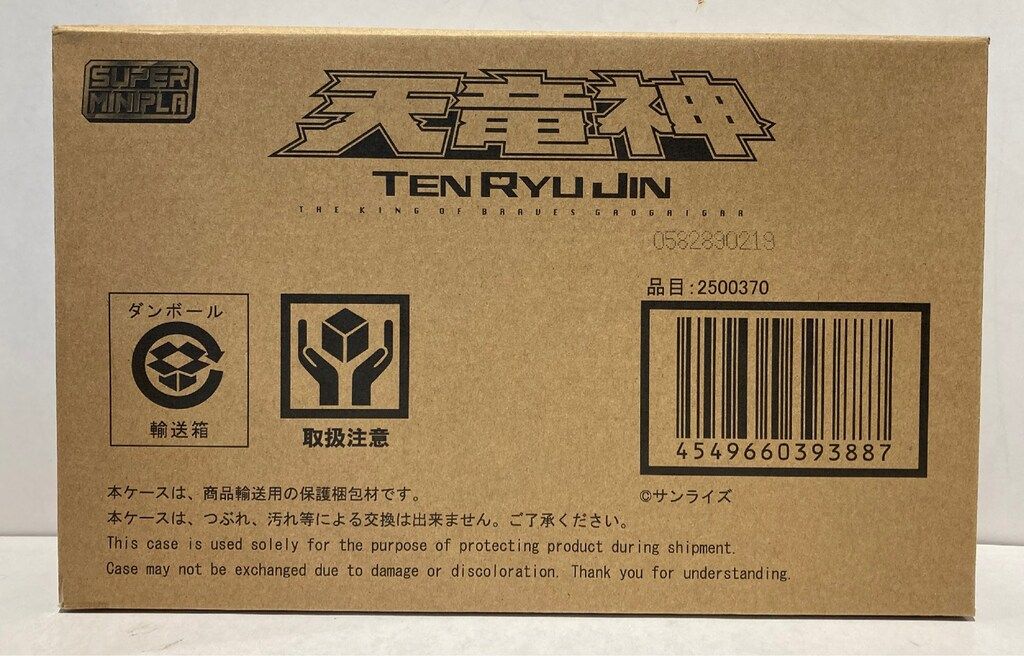 SUPER
MINIPLA
天竜神
TEN RYU JIN
THE KING OF BRAVES GAOGAIGAR
0582890219
品目:2500370
ダンボール
輸送箱
取扱注意
4549660393887
©サンライズ
本ケースは、商品輸送用の保護梱包材です。
本ケースは、つぶれ、汚れ等による交換は出来ません。ご了承ください。
This case is used solely for the purpose of protecting product during shipment.
Case may not be exchanged due to damage or discoloration. Thank you for understanding.